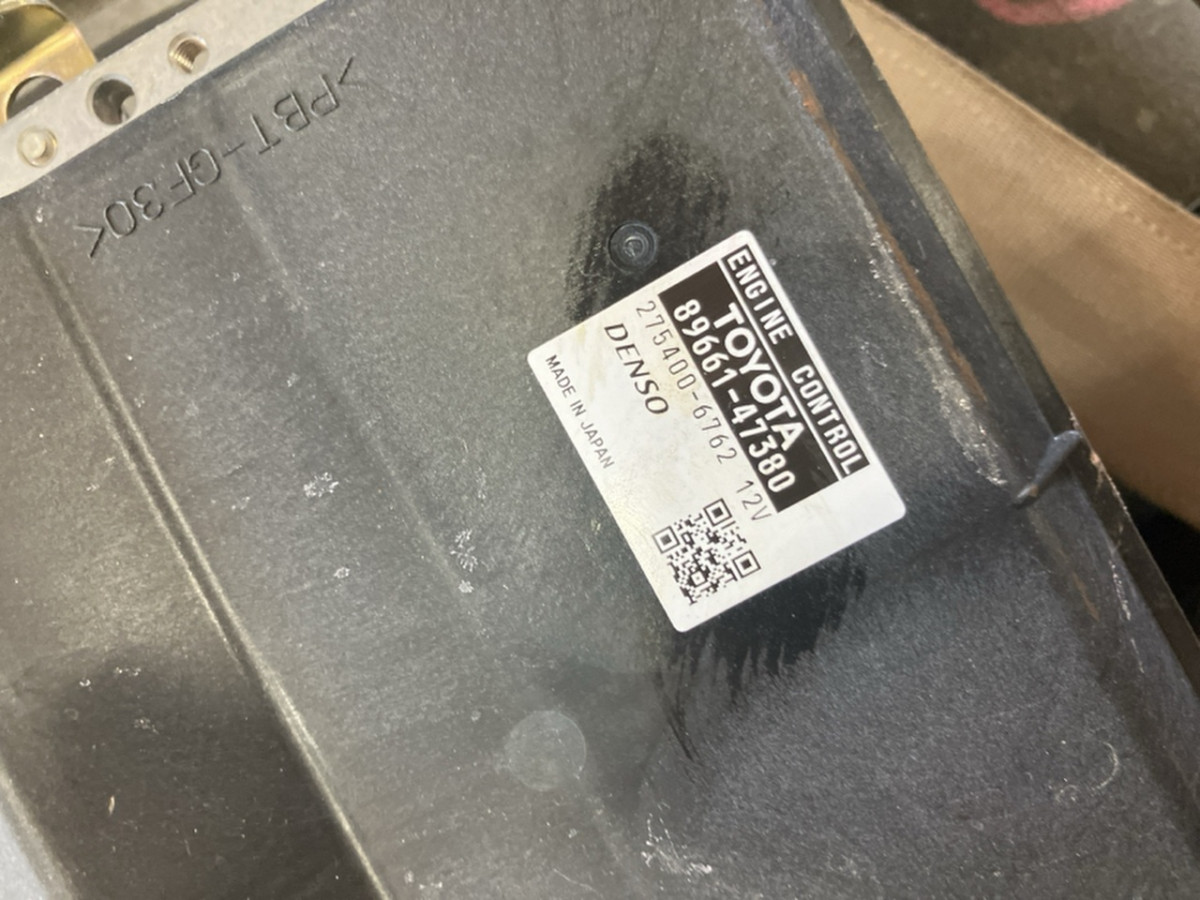 >PBT-GF30<
ENGINE CONTROL
TOYOTA
89661-47380
275400-6762 12V
DENSO
MADE IN JAPAN